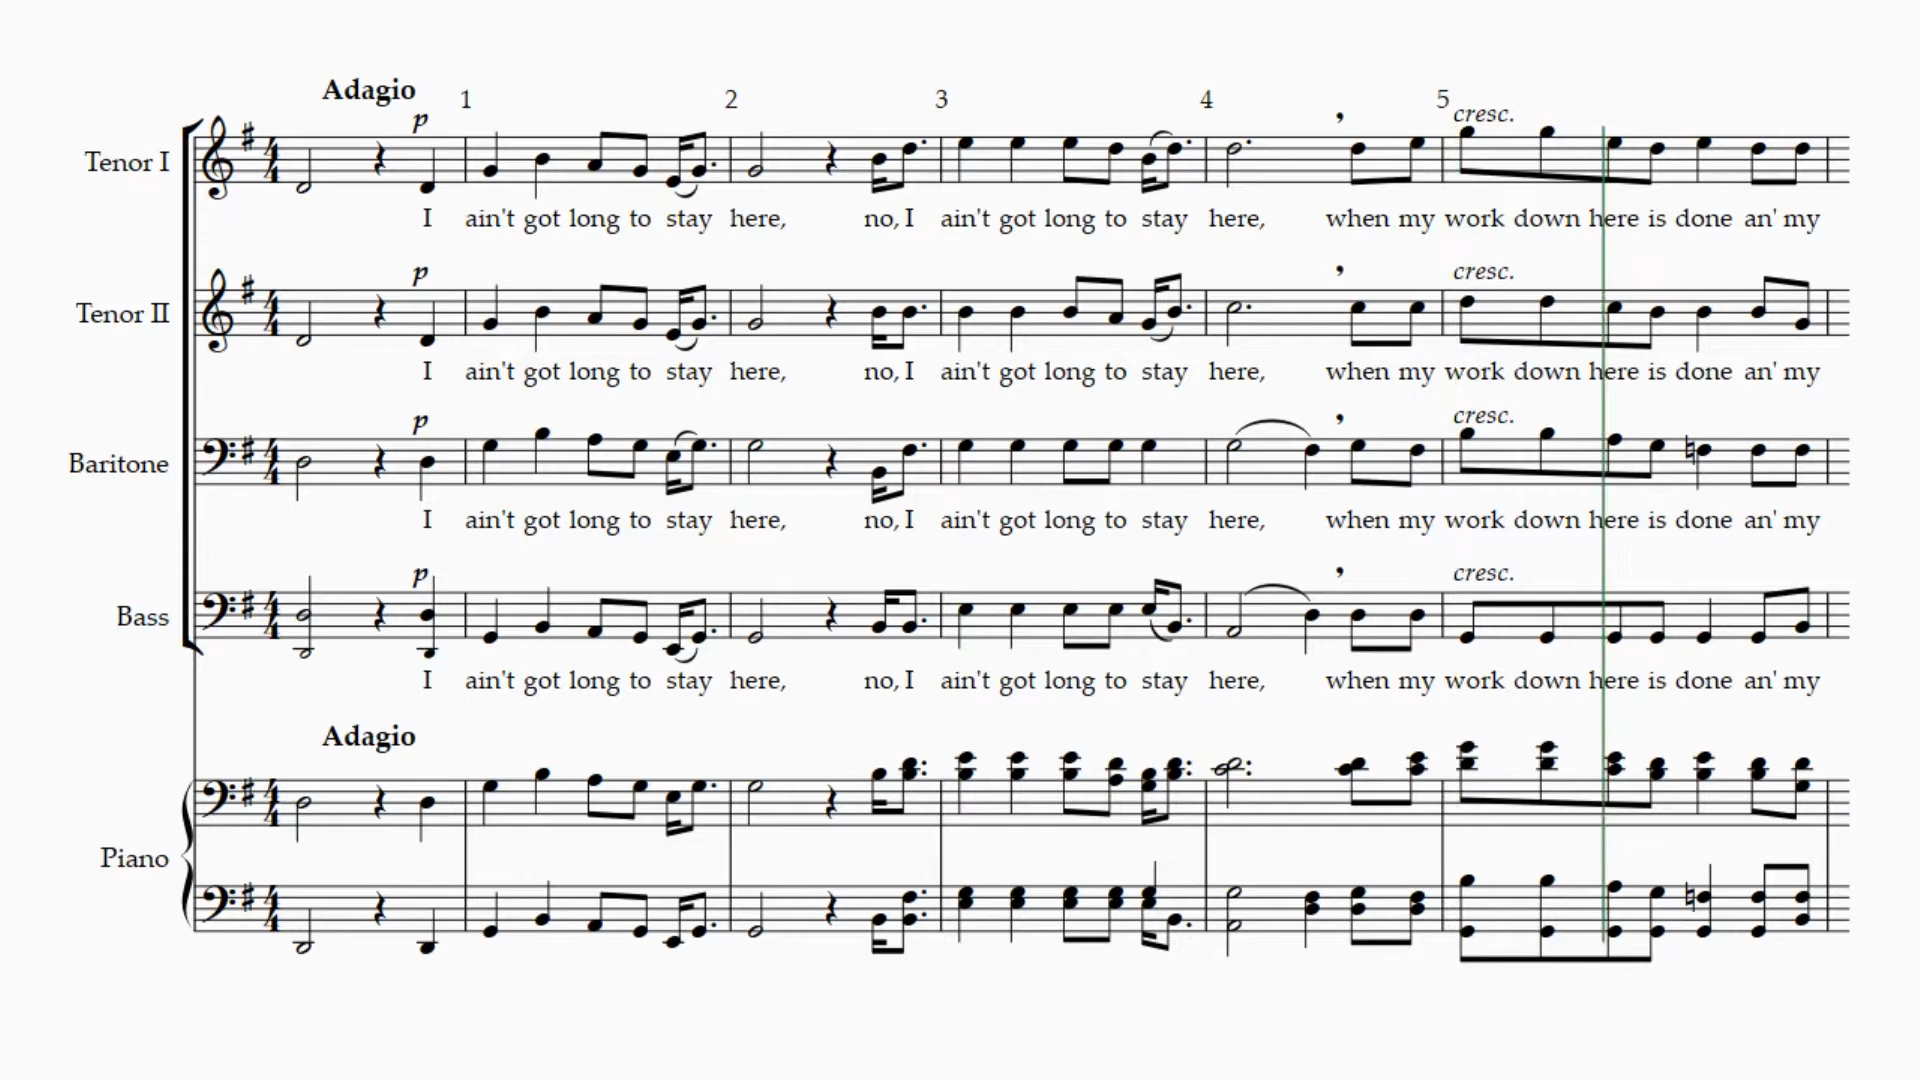 Adagio
p 1 2 3 4 5 cresc.
Tenor I
I ain't got long to stay here, no, I ain't got long to stay here, when my work down here is done an' my
p cresc.
Tenor II
I ain't got long to stay here, no, I ain't got long to stay here, when my work down here is done an' my
p cresc.
Baritone
I ain't got long to stay here, no, I ain't got long to stay here, when my work down here is done an' my
p cresc.
Bass
I ain't got long to stay here, no, I ain't got long to stay here, when my work down here is done an' my
Adagio
Piano